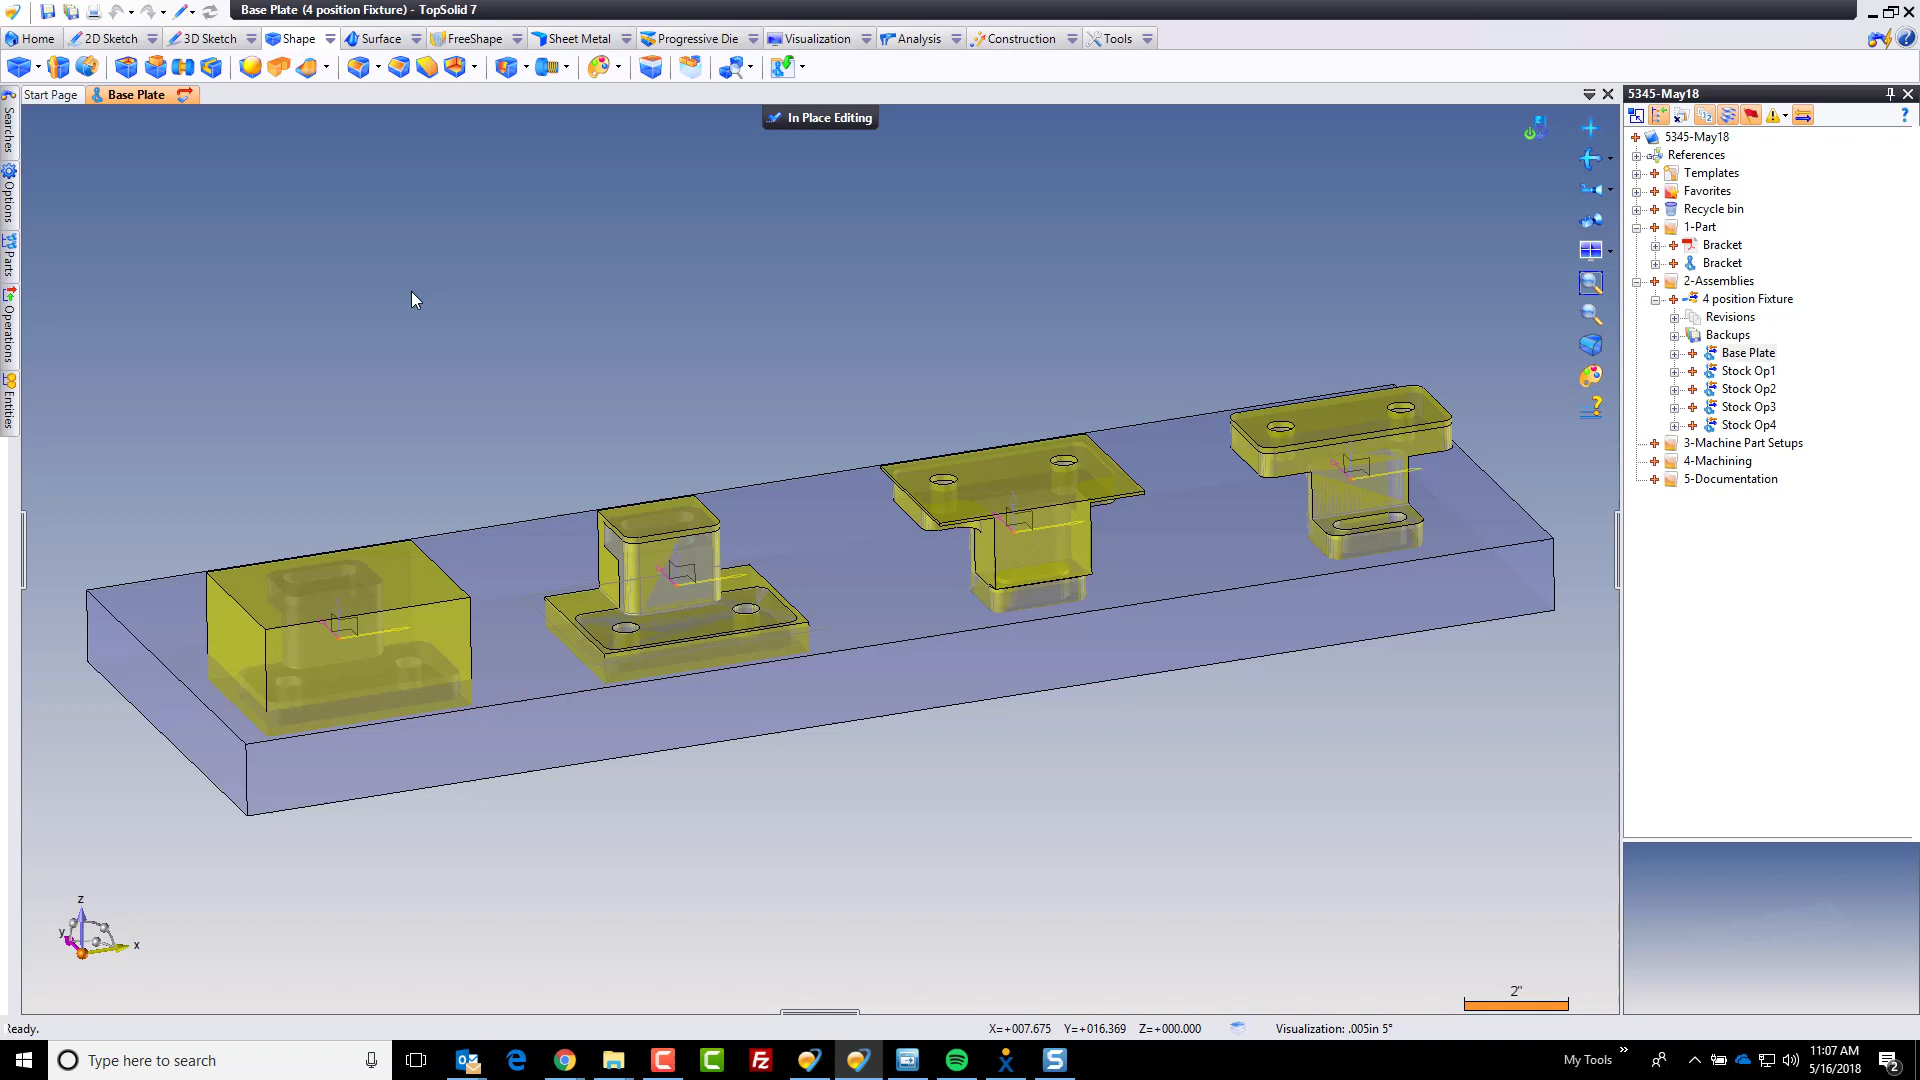 Base Plate (4 position Fixture) - TopSolid 7
Home 2D Sketch 3D Sketch Shape Surface FreeShape Sheet Metal Progressive Die Visualization Analysis Construction Tools
Start Page Base Plate
In Place Editing
Searches
Options
Parts
Operations
Entities
5345-May18
5345-May18
References
Templates
Favorites
Recycle bin
1-Part
Bracket
Bracket
2-Assemblies
4 position Fixture
Revisions
Backups
Base Plate
Stock Op1
Stock Op2
Stock Op3
Stock Op4
3-Machine Part Setups
4-Machining
5-Documentation
z
y
x
2"
Ready.
X=+007.675 Y=+016.369 Z=+000.000 Visualization: .005in 5°
Type here to search
My Tools
11:07 AM
5/16/2018
2